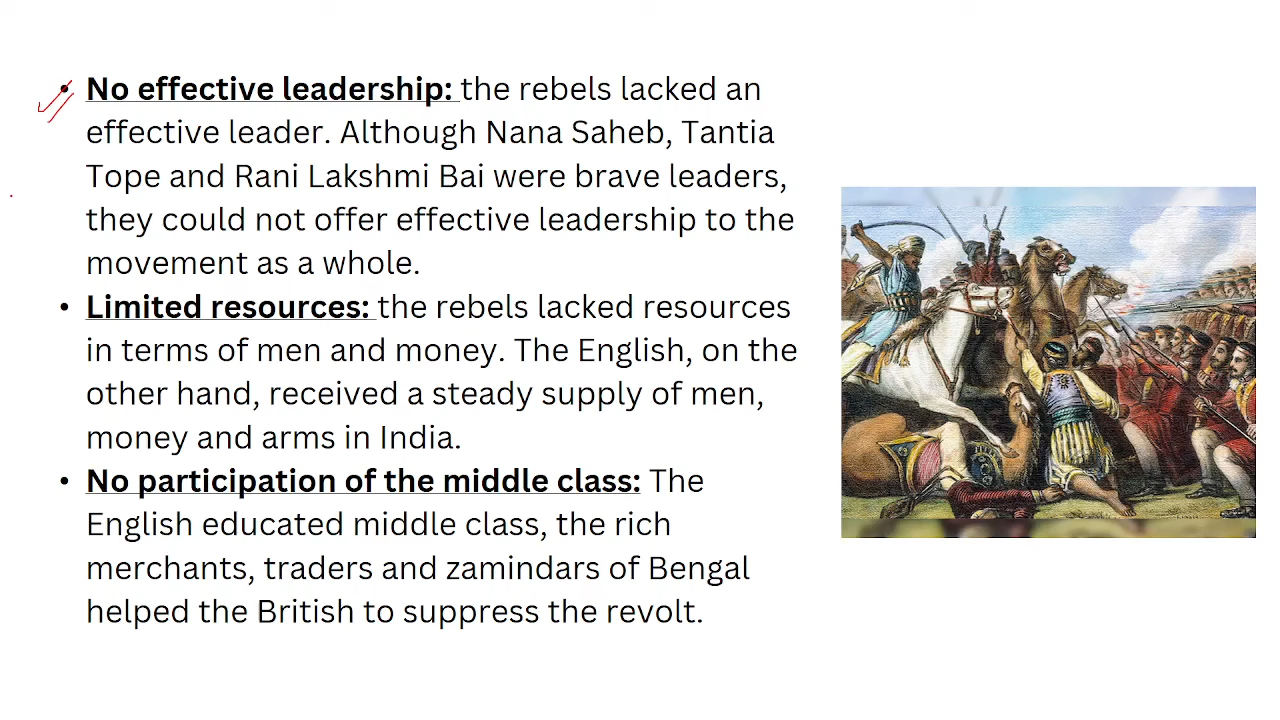 • No effective leadership: the rebels lacked an
effective leader. Although Nana Saheb, Tantia
Tope and Rani Lakshmi Bai were brave leaders,
they could not offer effective leadership to the
movement as a whole.
• Limited resources: the rebels lacked resources
in terms of men and money. The English, on the
other hand, received a steady supply of men,
money and arms in India.
• No participation of the middle class: The
English educated middle class, the rich
merchants, traders and zamindars of Bengal
helped the British to suppress the revolt.